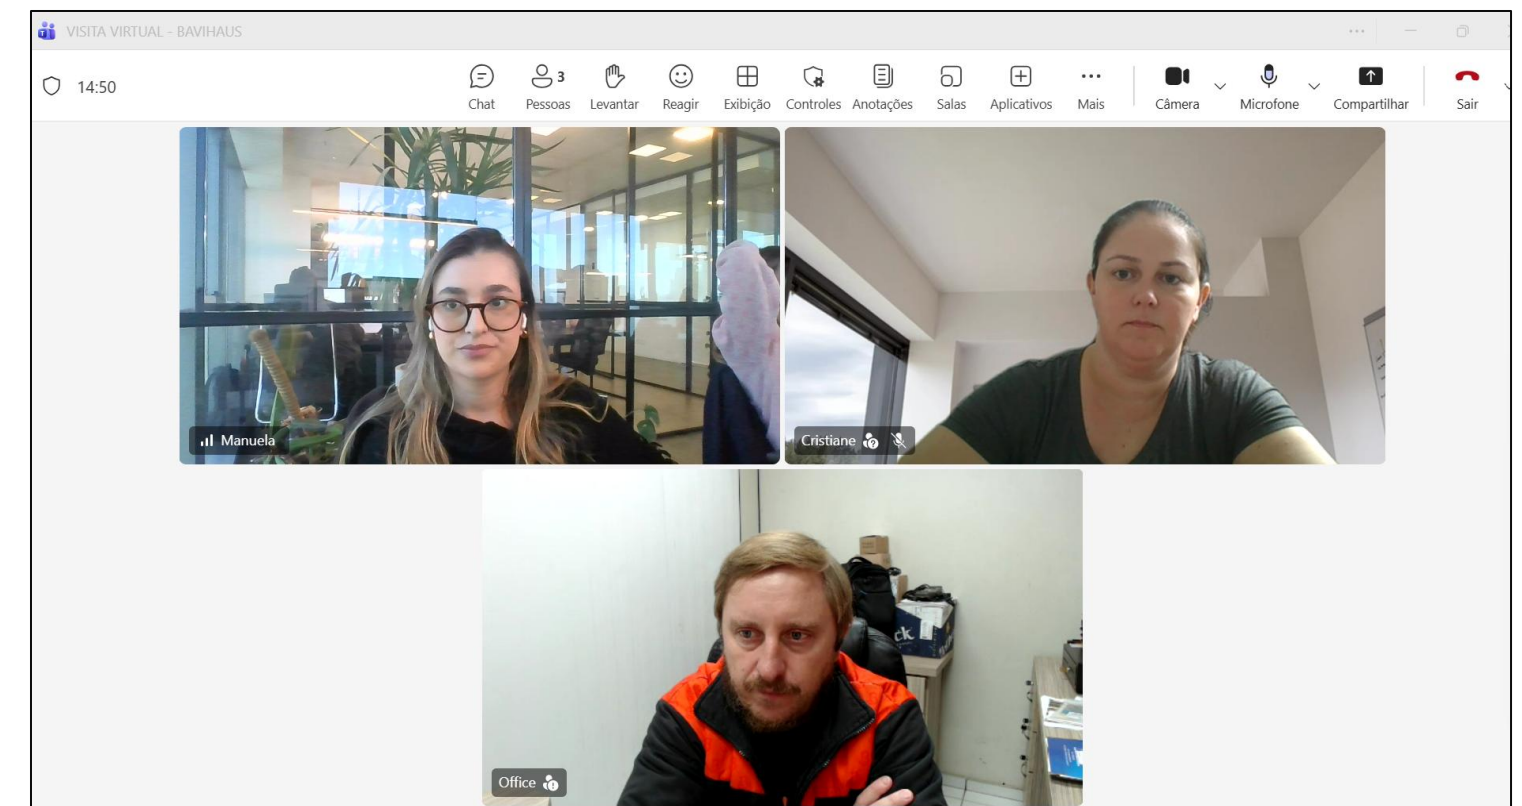 VISITA VIRTUAL - BAVIHAUS
14:50
3
Chat
Pessoas
Levantar
Reagir
Exibição
Controles
Anotações
Salas
Aplicativos
Mais
Câmera
Microfone
Compartilhar
Sair
Manuela
Cristiane
ck
Office